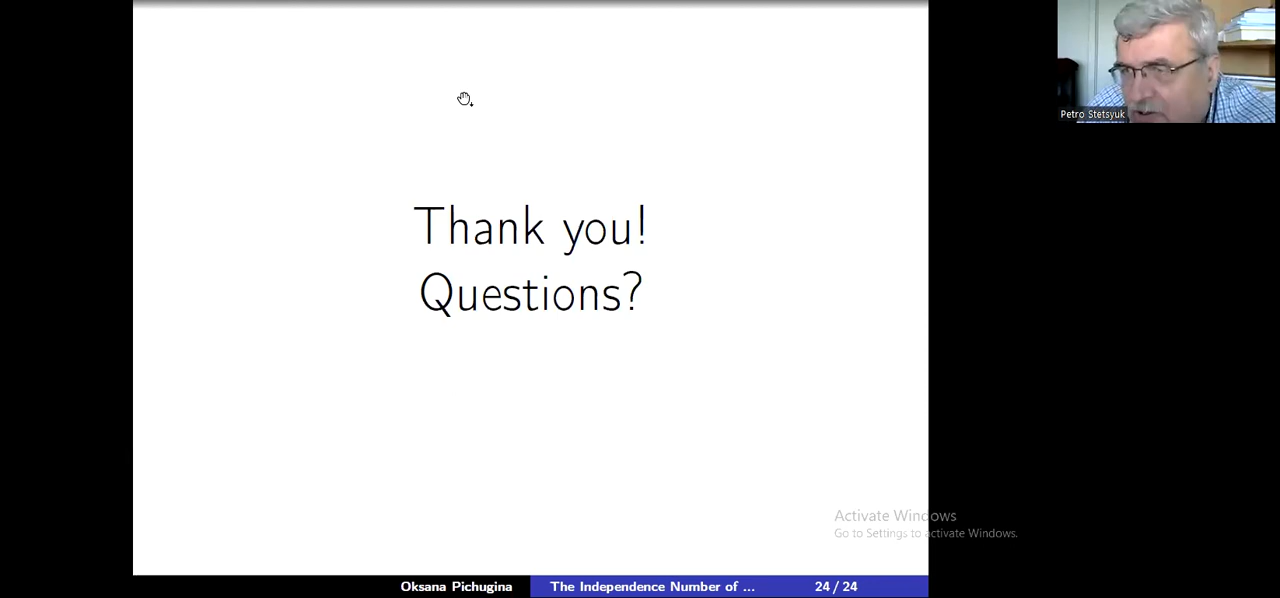 Petro Stetsyuk
Thank you!
Questions?
Activate Windows
Go to Settings to activate Windows.
Oksana Pichugina
The Independence Number of ...
24 / 24